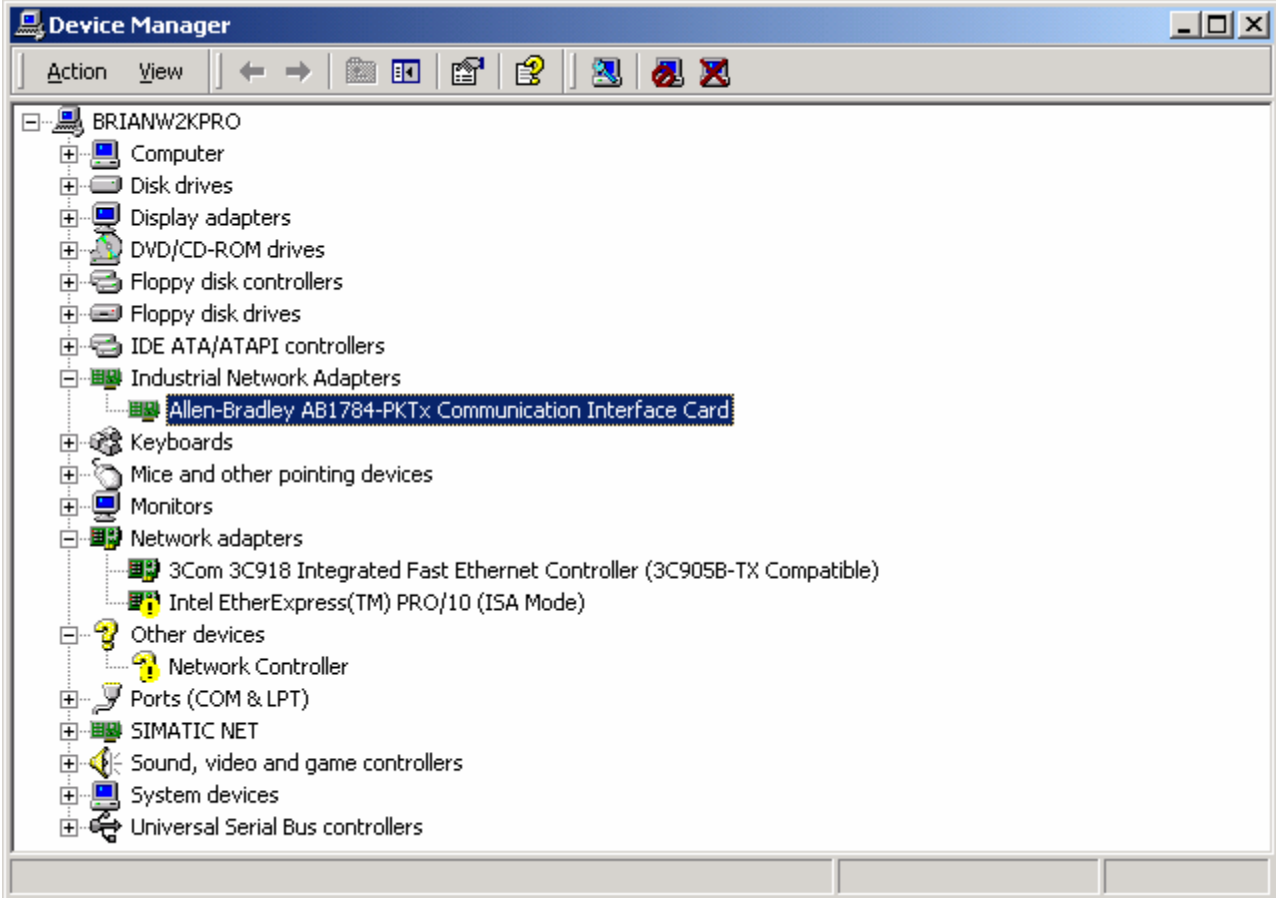 Device Manager
Action View
BRIANW2KPRO
Computer
Disk drives
Display adapters
DVD/CD-ROM drives
Floppy disk controllers
Floppy disk drives
IDE ATA/ATAPI controllers
Industrial Network Adapters
Allen-Bradley AB1784-PKTx Communication Interface Card
Keyboards
Mice and other pointing devices
Monitors
Network adapters
3Com 3C918 Integrated Fast Ethernet Controller (3C905B-TX Compatible)
Intel EtherExpress(TM) PRO/10 (ISA Mode)
Other devices
Network Controller
Ports (COM & LPT)
SIMATIC NET
Sound, video and game controllers
System devices
Universal Serial Bus controllers